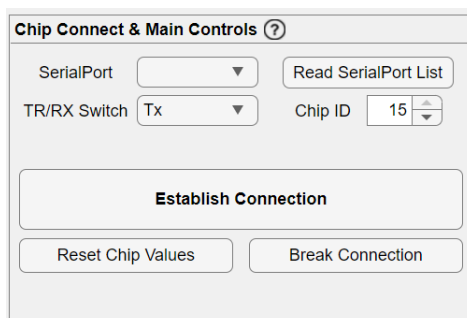 Chip Connect & Main Controls ?
SerialPort Read SerialPort List
TR/RX Switch Tx Chip ID 15
Establish Connection
Reset Chip Values Break Connection